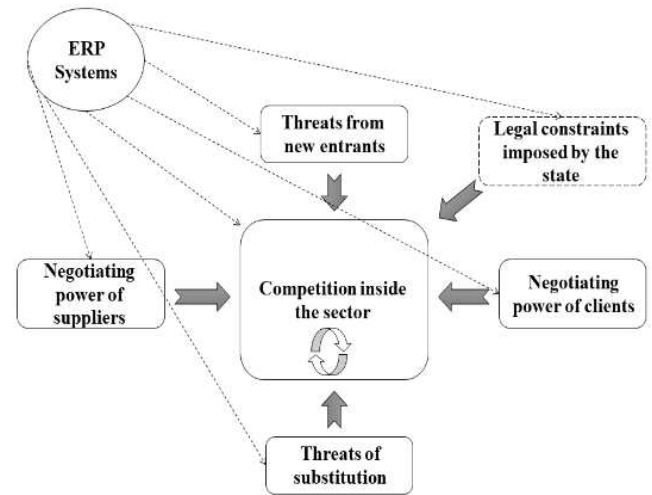 ERP
Systems
Threats from
new entrants
Legal constraints
imposed by the
state
Negotiating
power of
suppliers
Competition inside
the sector
Negotiating
power of clients
Threats of
substitution